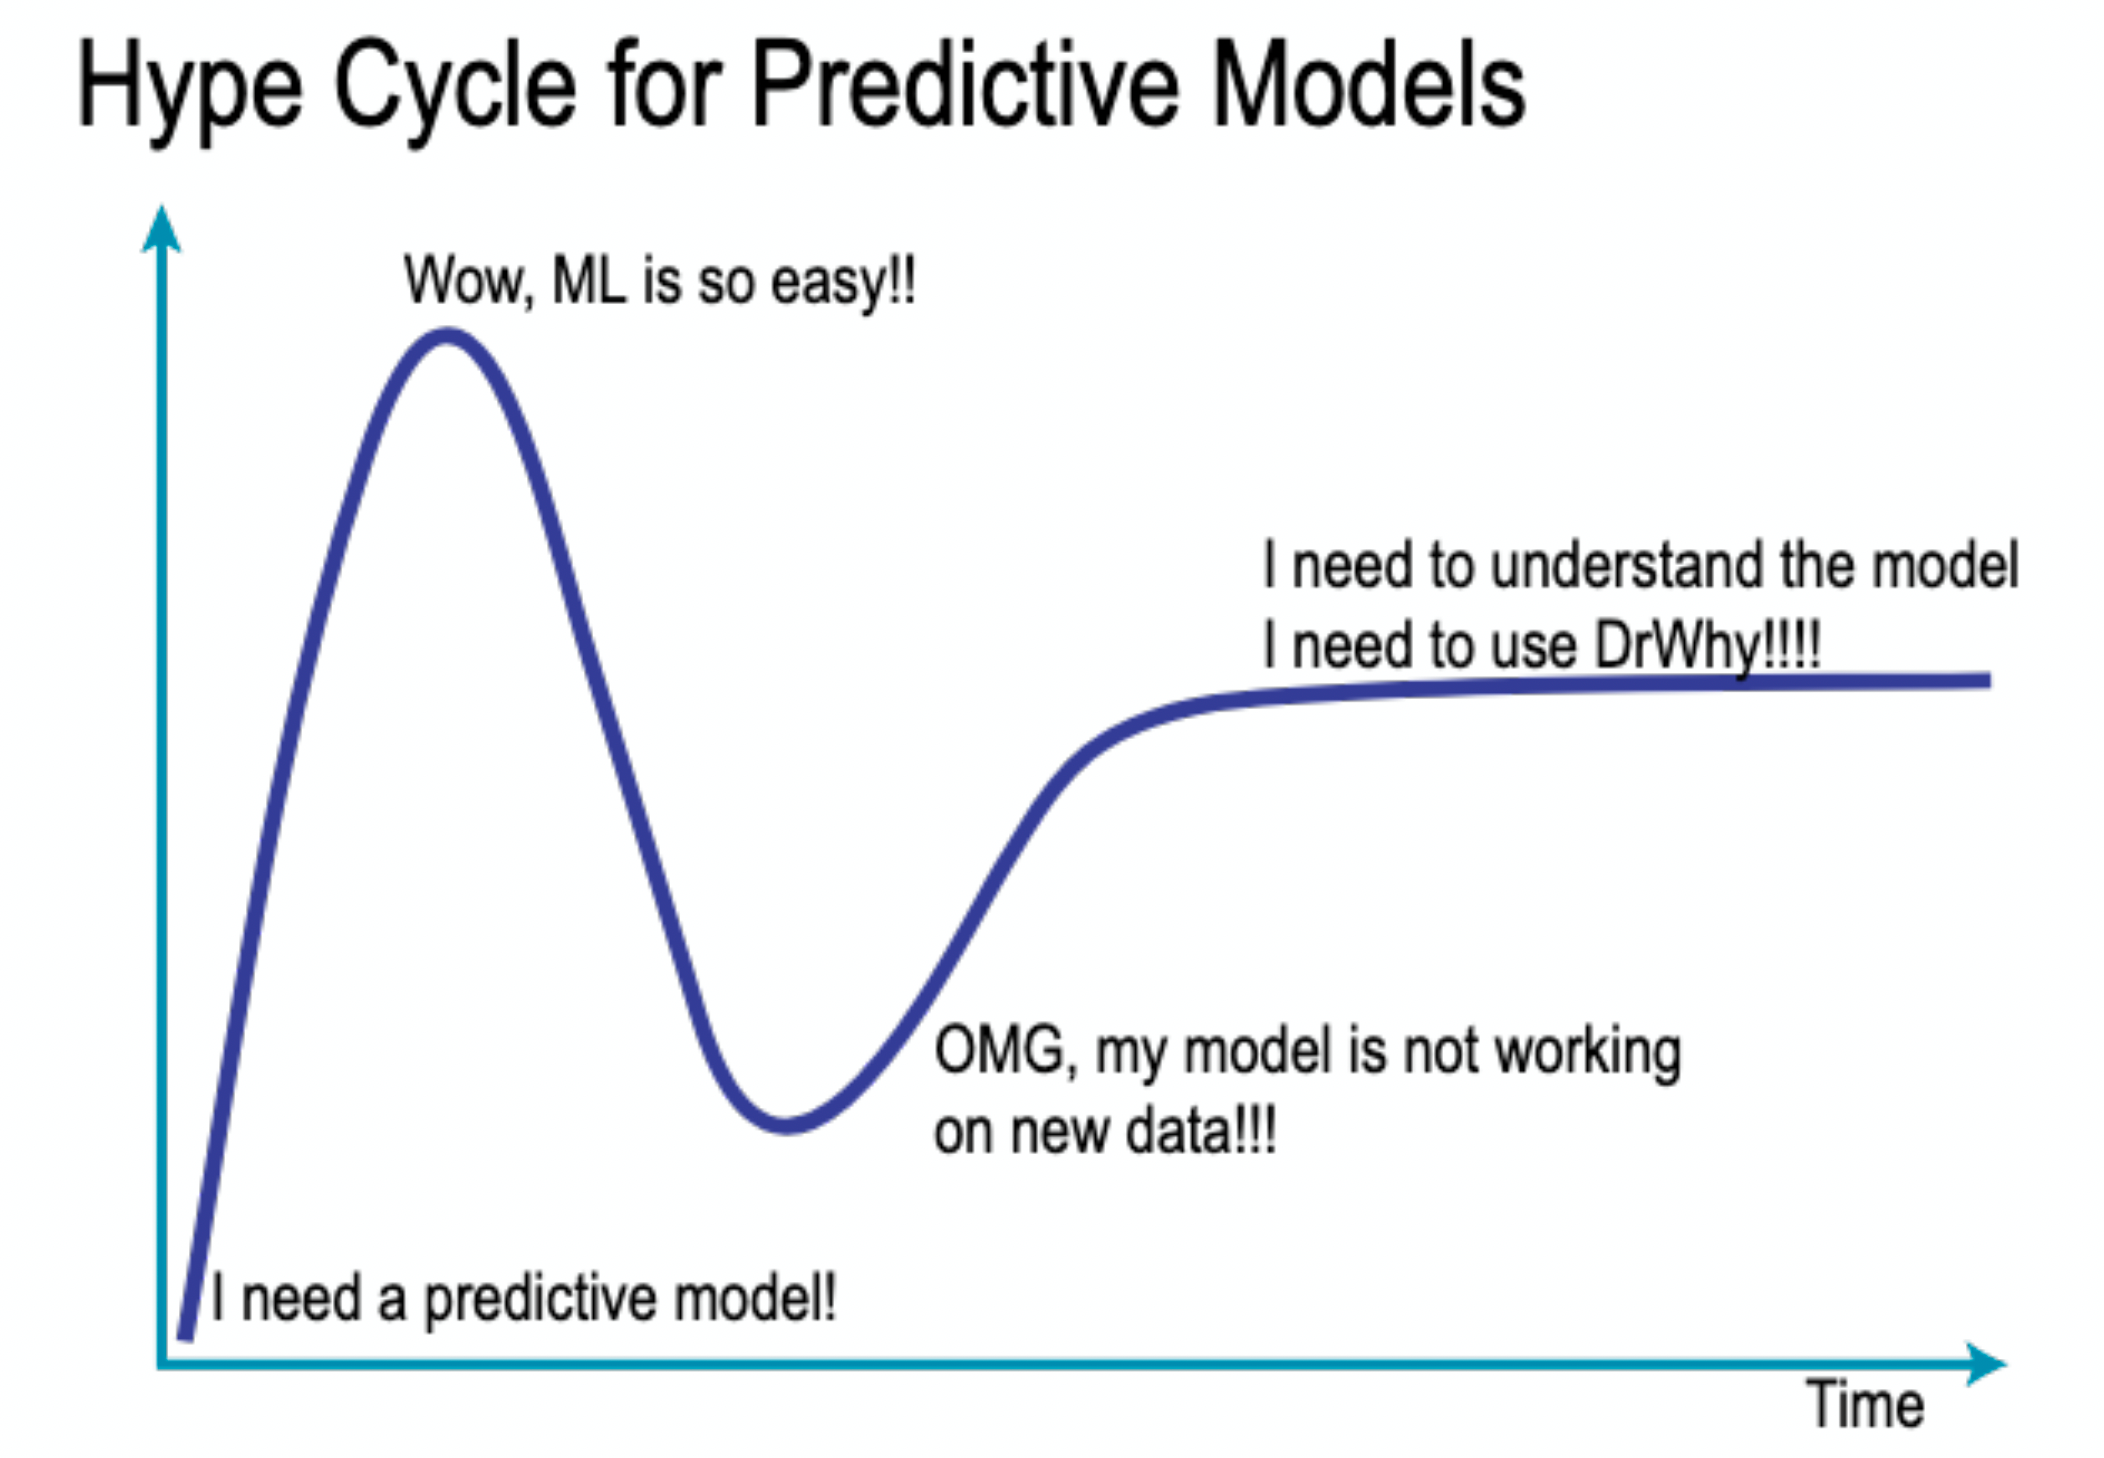 Hype Cycle for Predictive Models
Wow, ML is so easy!!
I need to understand the model
I need to use DrWhy!!!!
OMG, my model is not working
on new data!!!
I need a predictive model!
Time